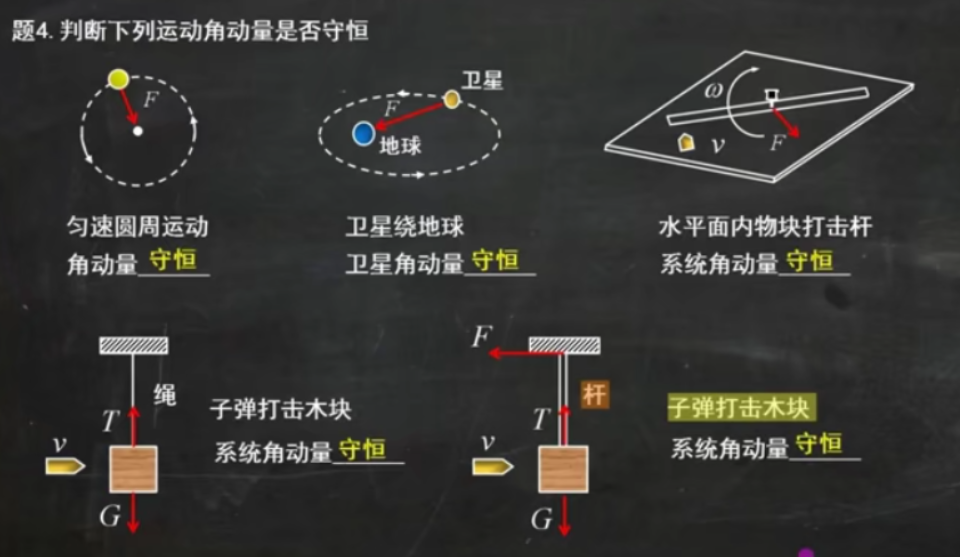 题4.判断下列运动角动量是否守恒
F
卫星
F
地球
ω
v
F
匀速圆周运动
角动量 守恒
卫星绕地球
卫星角动量 守恒
水平面内物块打击杆
系统角动量 守恒
绳
T
v
G
子弹打击木块
系统角动量 守恒
F
杆
T
v
G
子弹打击木块
系统角动量 守恒